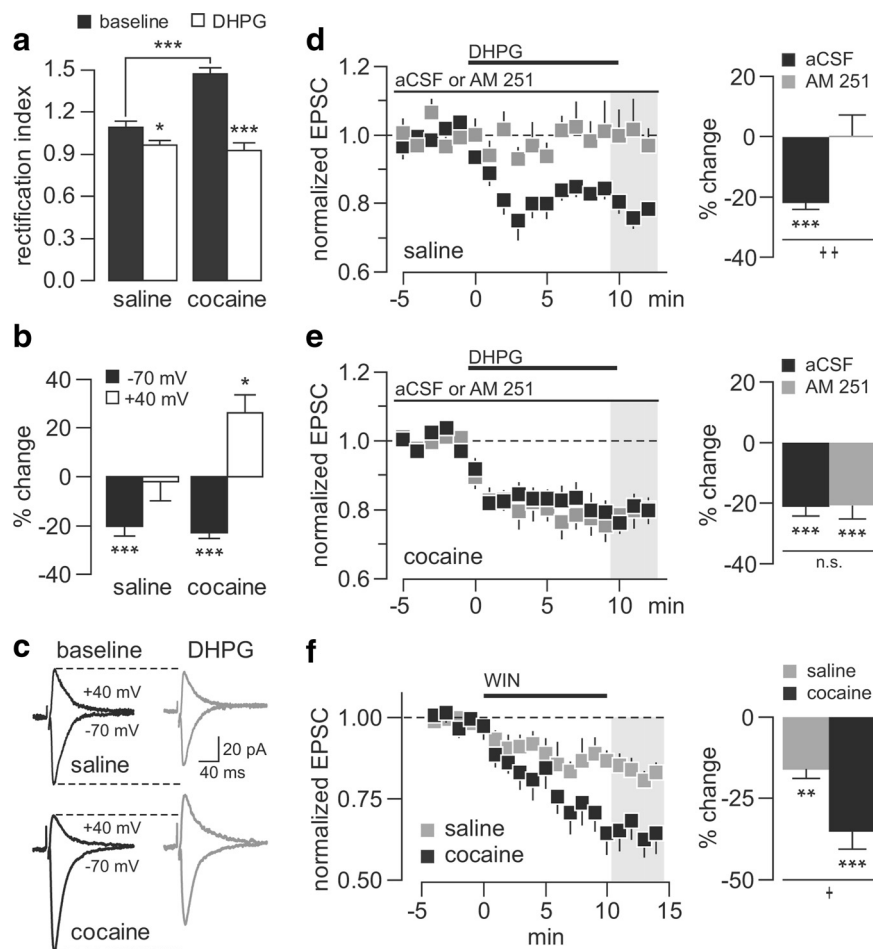 baseline DHPG
a
***
*
***
rectification index
1.5
1.2
0.9
0.6
0.3
0.0
saline cocaine
b
-70 mV
+40 mV
*
% change
40
20
0
-20
-40
***
***
saline cocaine
c
baseline DHPG
+40 mV
-70 mV
20 pA
40 ms
saline
+40 mV
-70 mV
cocaine
d
DHPG
aCSF or AM 251
normalized EPSC
1.2
1.0
0.8
0.6
saline
-5 0 5 10 min
aCSF
AM 251
% change
20
0
-20
-40
***
‡ ‡
e
DHPG
aCSF or AM 251
normalized EPSC
1.2
1.0
0.8
0.6
cocaine
-5 0 5 10 min
aCSF
AM 251
% change
20
0
-20
-40
*** ***
n.s.
f
WIN
normalized EPSC
1.00
0.75
0.50
saline
cocaine
-5 0 5 10 15
min
saline
cocaine
% change
0
-25
-50
**
***
‡